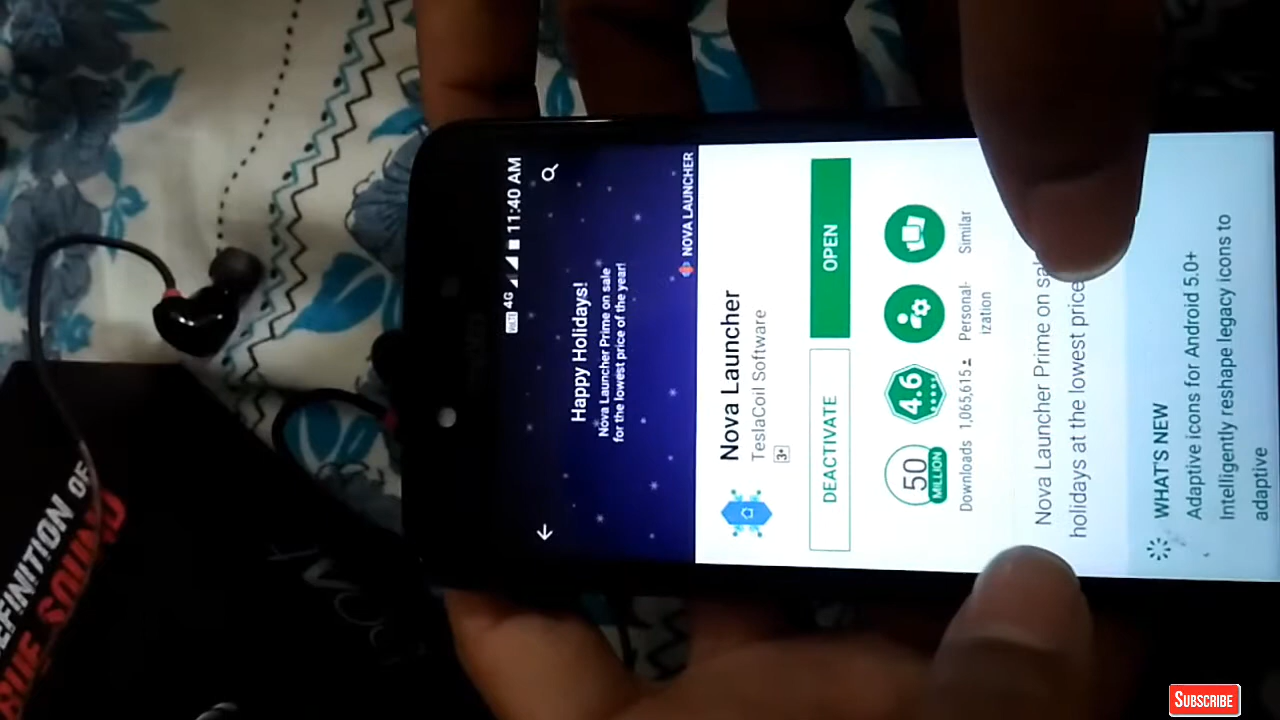 VoLTE 4G 11:40 AM
Happy Holidays!
Nova Launcher Prime on sale
for the lowest price of the year!
NOVA LAUNCHER
Nova Launcher
TeslaCoil Software
3+
DEACTIVATE
OPEN
50
MILLION
Downloads
4.6
1,065,615
Personal-
ization
Similar
Nova Launcher Prime on
holidays at the lowest price
WHAT'S NEW
Adaptive icons for Android 5.0+
Intelligently reshape legacy icons to
adaptive
EFINITION OF
SOUND
SUBSCRIBE